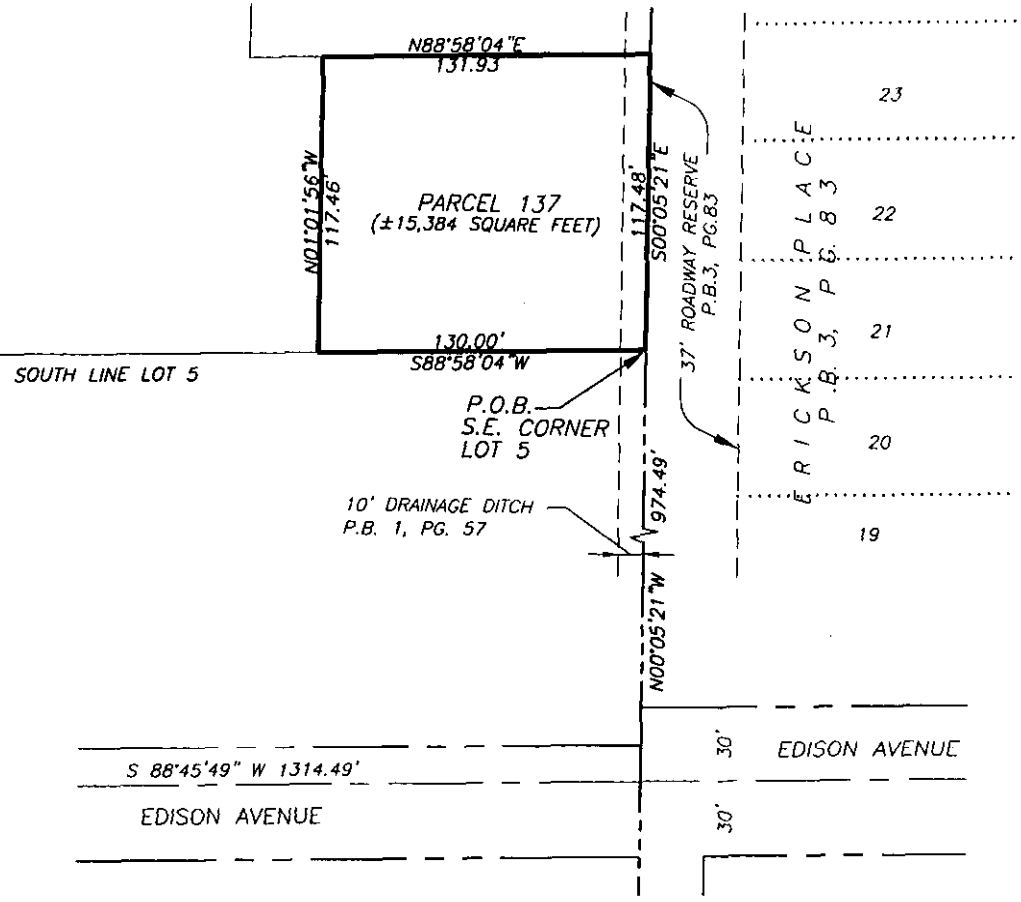 N88°58'04"E
131.93
23
N01°01'56"W
117.46'
PARCEL 137
(±15,384 SQUARE FEET)
117.48'
S00°05'21"E
37' ROADWAY RESERVE
P.B.3, PG.83
ERICKSON PLACE
P.B. 3, PG. 83
22
21
130.00'
S88°58'04"W
SOUTH LINE LOT 5
P.O.B.
S.E. CORNER
LOT 5
20
974.49'
10' DRAINAGE DITCH
P.B. 1, PG. 57
19
N00°05'21"W
30'
EDISON AVENUE
S 88°45'49" W 1314.49'
EDISON AVENUE
30'